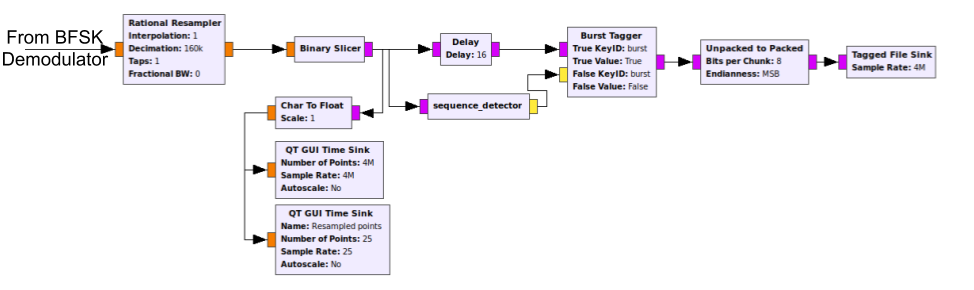 From BFSK
Demodulator
Rational Resampler
Interpolation: 1
Decimation: 160k
Taps: 1
Fractional BW: 0
Binary Slicer
Delay
Delay: 16
Burst Tagger
True KeyID: burst
True Value: True
False KeyID: burst
False Value: False
Unpacked to Packed
Bits per Chunk: 8
Endianness: MSB
Tagged File Sink
Sample Rate: 4M
Char To Float
Scale: 1
sequence_detector
QT GUI Time Sink
Number of Points: 4M
Sample Rate: 4M
Autoscale: No
QT GUI Time Sink
Name: Resampled points
Number of Points: 25
Sample Rate: 25
Autoscale: No